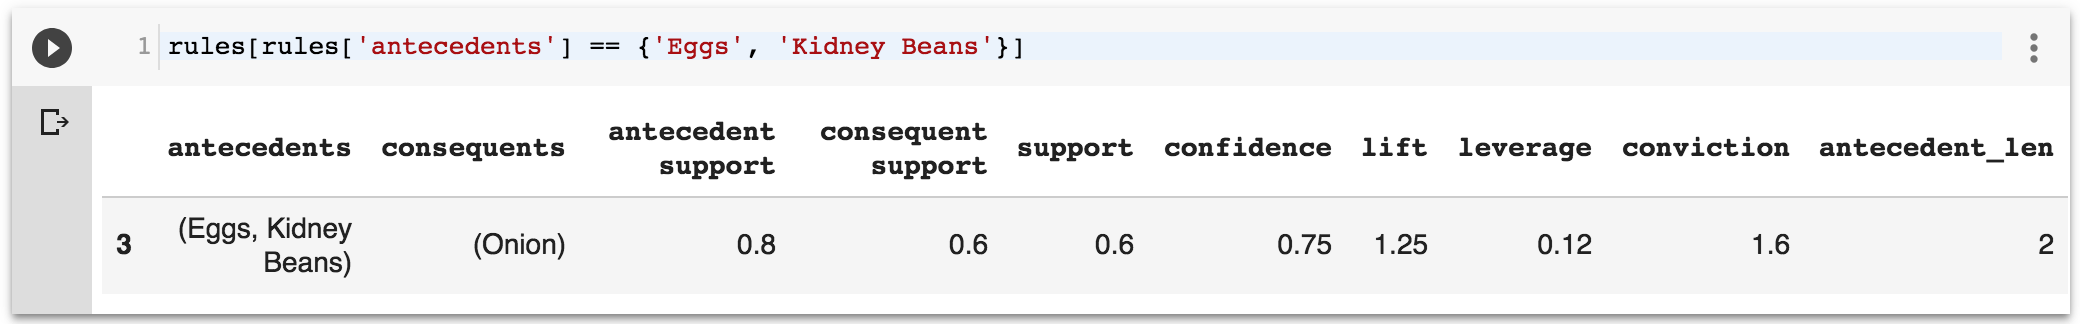 1 rules[rules['antecedents'] == {'Eggs', 'Kidney Beans'}]
antecedents consequents antecedent support consequent support support confidence lift leverage conviction antecedent_len
3 (Eggs, Kidney Beans) (Onion) 0.8 0.6 0.6 0.75 1.25 0.12 1.6 2